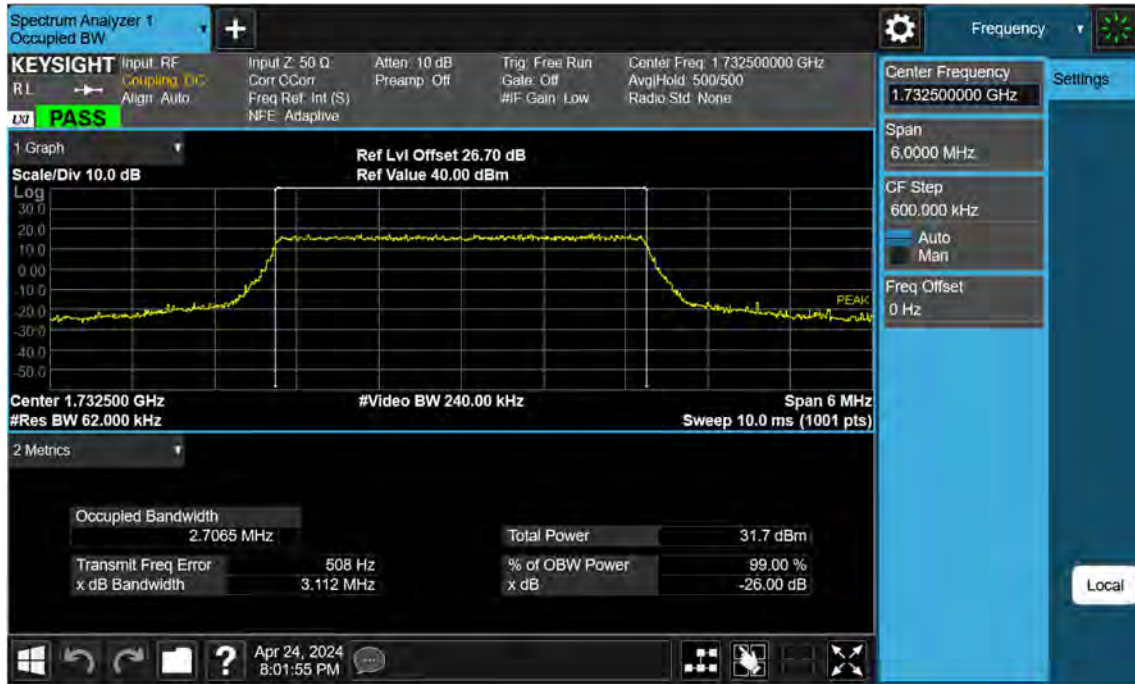 Spectrum Analyzer 1
Occupied BW
+
Frequency
KEYSIGHT
RL
Input: RF
Coupling: DC
Align: Auto
Input Z: 50 Ω
Corr CCorr
Freq Ref: Int (S)
NFE: Adaptive
Atten: 10 dB
Preamp: Off
Trig: Free Run
Gate: Off
#IF Gain: Low
Center Freq: 1.732500000 GHz
Avg|Hold: 500/500
Radio Std: None
LXI PASS
1 Graph
Scale/Div 10.0 dB
Ref Lvl Offset 26.70 dB
Ref Value 40.00 dBm
Log
30.0
20.0
10.0
0.00
-10.0
-20.0
-30.0
-40.0
-50.0
PEAK
Center 1.732500 GHz
#Video BW 240.00 kHz
Span 6 MHz
#Res BW 62.000 kHz
Sweep 10.0 ms (1001 pts)
2 Metrics
Occupied Bandwidth
2.7065 MHz
Total Power 31.7 dBm
Transmit Freq Error 508 Hz
% of OBW Power 99.00 %
x dB Bandwidth 3.112 MHz
x dB -26.00 dB
Center Frequency
1.732500000 GHz
Settings
Span
6.0000 MHz
CF Step
600.000 kHz
Auto
Man
Freq Offset
0 Hz
Local
?
Apr 24, 2024
8:01:55 PM